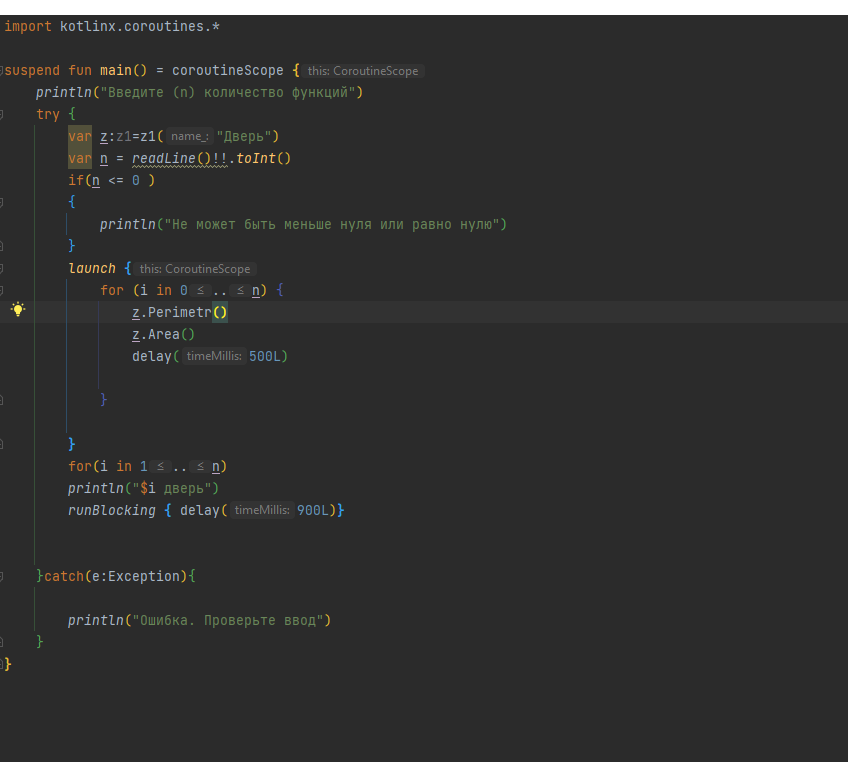 import kotlinx.coroutines.*
suspend fun main() = coroutineScope { this: CoroutineScope
println("Введите (n) количество функций")
try {
var z:z1=z1( name_: "Дверь")
var n = readLine()!!.toInt()
if(n <= 0 )
{
println("Не может быть меньше нуля или равно нулю")
}
launch { this: CoroutineScope
for (i in 0 ≤ .. ≤ n) {
z.Perimetr()
z.Area()
delay( timeMillis: 500L)
}
}
for(i in 1 ≤ .. ≤ n)
println("$i дверь")
runBlocking { delay( timeMillis: 900L)}
}catch(e:Exception){
println("Ошибка. Проверьте ввод")
}
}